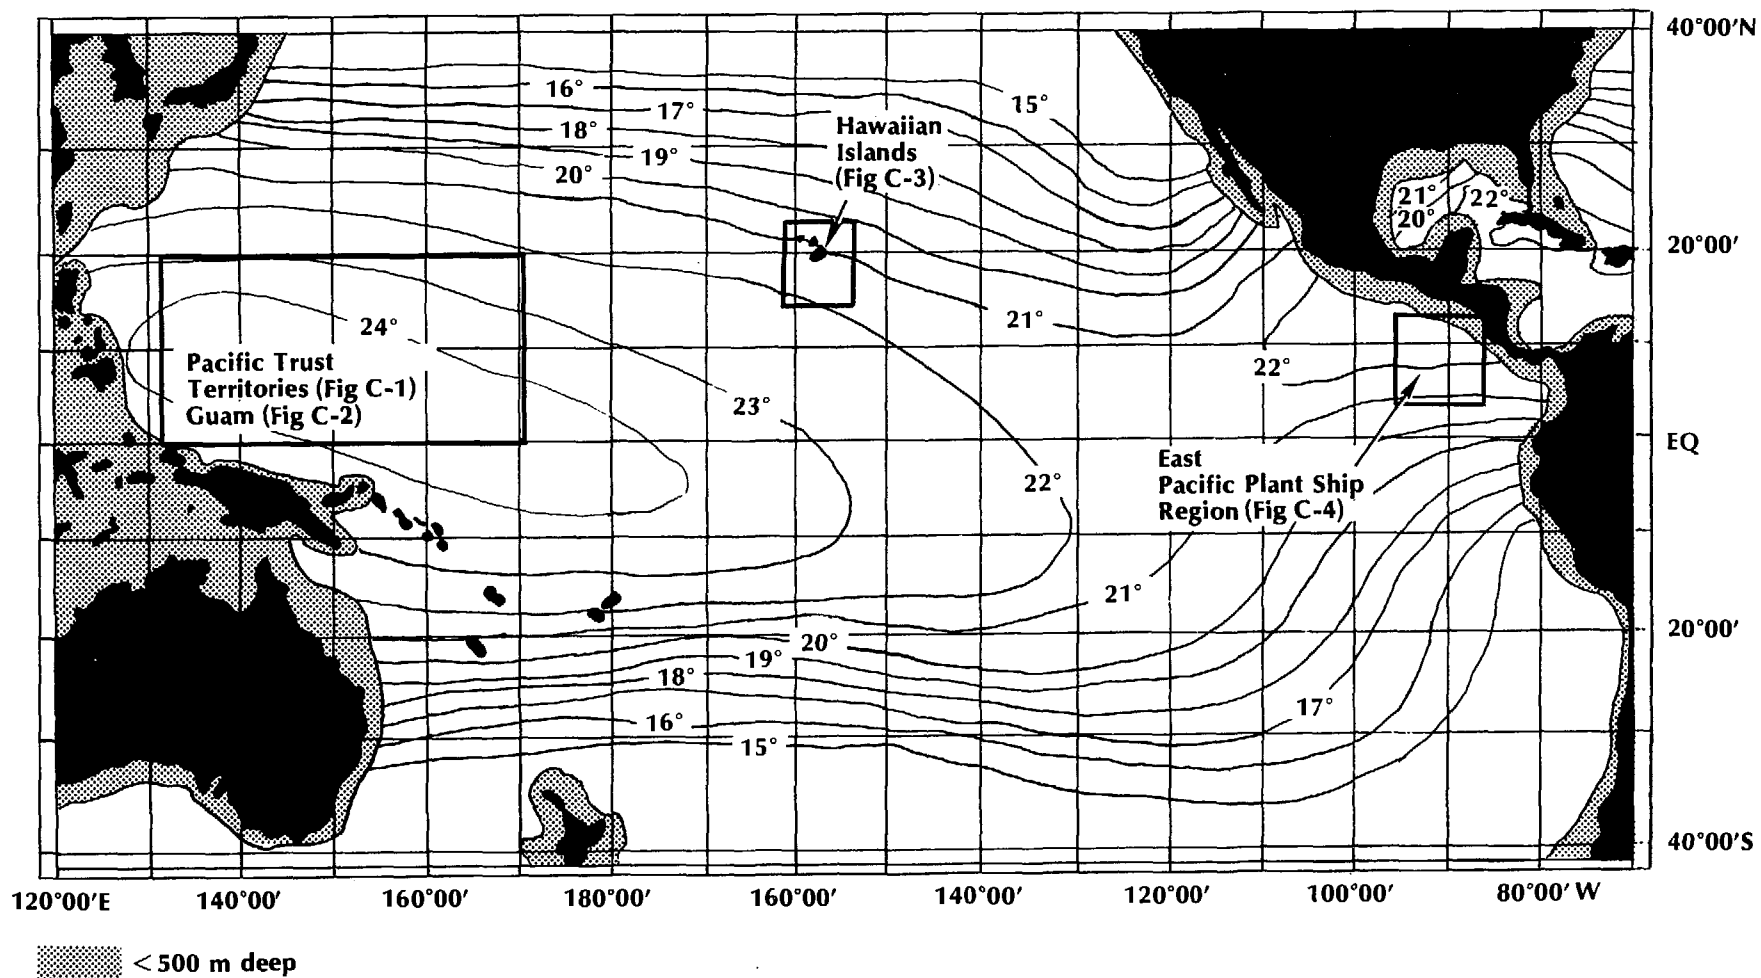 40°00'N
15°
16°
17°
Hawaiian
Islands
(Fig C-3)
18°
19°
20°
21°
22°
20°
20°00'
24°
21°
Pacific Trust
Territories (Fig C-1)
Guam (Fig C-2)
22°
23°
EQ
East
Pacific Plant Ship
Region (Fig C-4)
22°
21°
20°00'
20°
19°
18°
17°
16°
15°
40°00'S
120°00'E
140°00'
160°00'
180°00'
160°00'
140°00'
120°00'
100°00'
80°00'W
<500 m deep